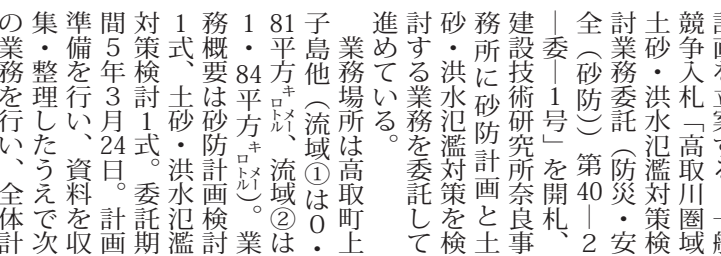 計画を立案する。一般
競争入札「高取川圏域
土砂・洪水氾濫対策検
討業務委託（防災・安
全（砂防））第40―2
―委―1号」を開札、
建設技術研究所奈良事
務所に砂防計画と土
砂・洪水氾濫対策を検
討する業務を委託して
進めている。
　業務場所は高取町上
子島他（流域①は0・
81平方㌔㍍、流域②は
1・84平方㌔㍍）。業
務概要は砂防計画検討
1式、土砂・洪水氾濫
対策検討1式。委託期
間5年3月24日。計画
準備を行い、資料を収
集・整理したうえで次
の業務を行い、全体計